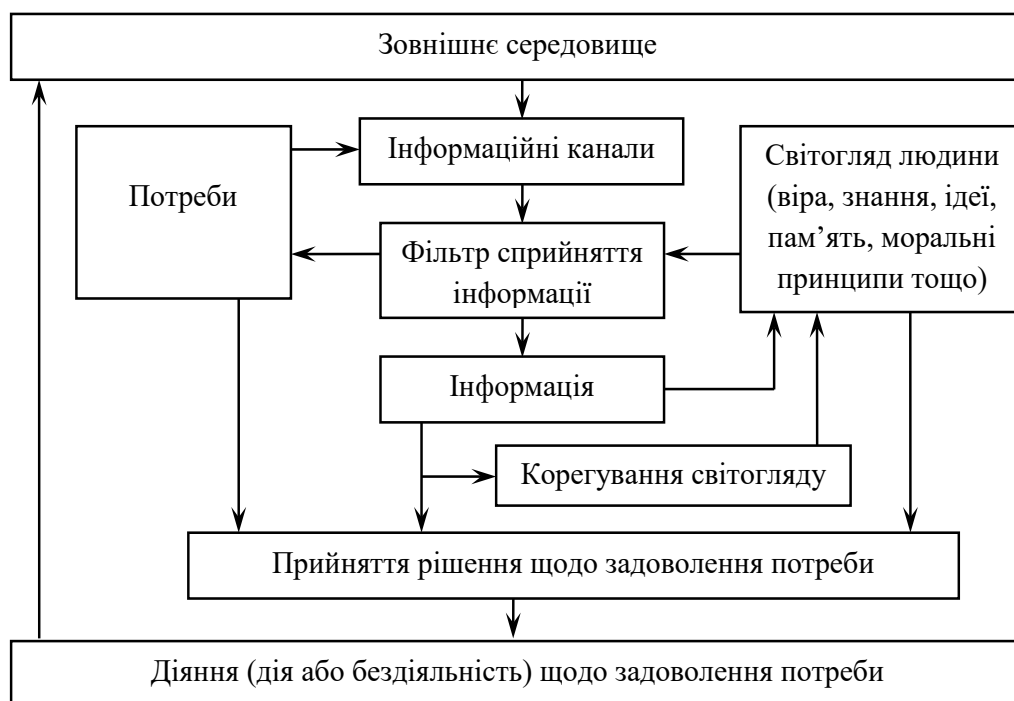 Зовнішнє середовище
Інформаційні канали
Потреби
Світогляд людини
(віра, знання, ідеї,
пам’ять, моральні
принципи тощо)
Фільтр сприйняття
інформації
Інформація
Корегування світогляду
Прийняття рішення щодо задоволення потреби
Діяння (дія або бездіяльність) щодо задоволення потреби